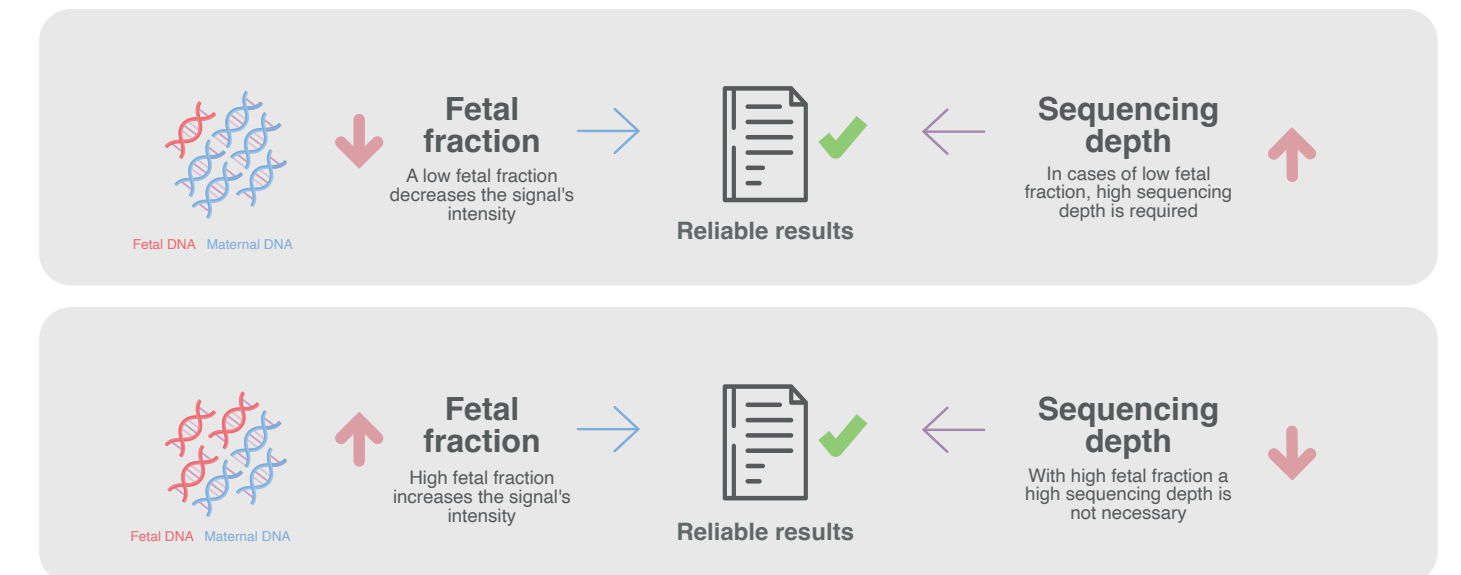 Fetal
fraction
A low fetal fraction
decreases the signal's
intensity
Fetal DNA Maternal DNA
Reliable results
Sequencing
depth
In cases of low fetal
fraction, high sequencing
depth is required
Fetal
fraction
High fetal fraction
increases the signal's
intensity
Fetal DNA Maternal DNA
Reliable results
Sequencing
depth
With high fetal fraction a
high sequencing depth is
not necessary